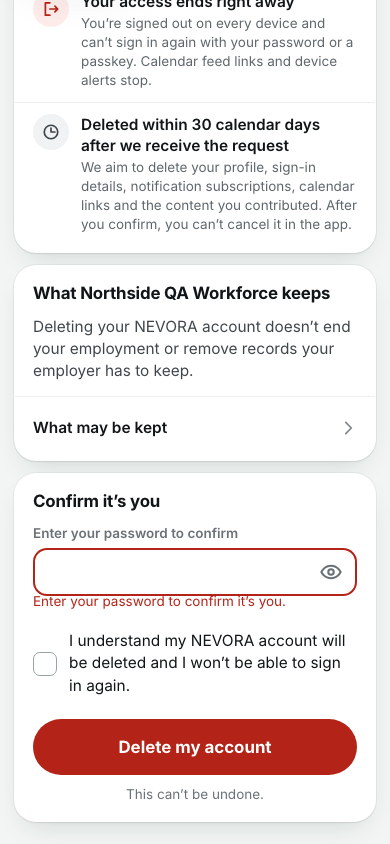 Your access ends right away
You’re signed out on every device and
can’t sign in again with your password or a
passkey. Calendar feed links and device
alerts stop.
Deleted within 30 calendar days
after we receive the request
We aim to delete your profile, sign-in
details, notification subscriptions, calendar
links and the content you contributed. After
you confirm, you can’t cancel it in the app.
What Northside QA Workforce keeps
Deleting your NEVORA account doesn’t end
your employment or remove records your
employer has to keep.
What may be kept
Confirm it’s you
Enter your password to confirm
Enter your password to confirm it’s you.
I understand my NEVORA account will
be deleted and I won’t be able to sign
in again.
Delete my account
This can’t be undone.